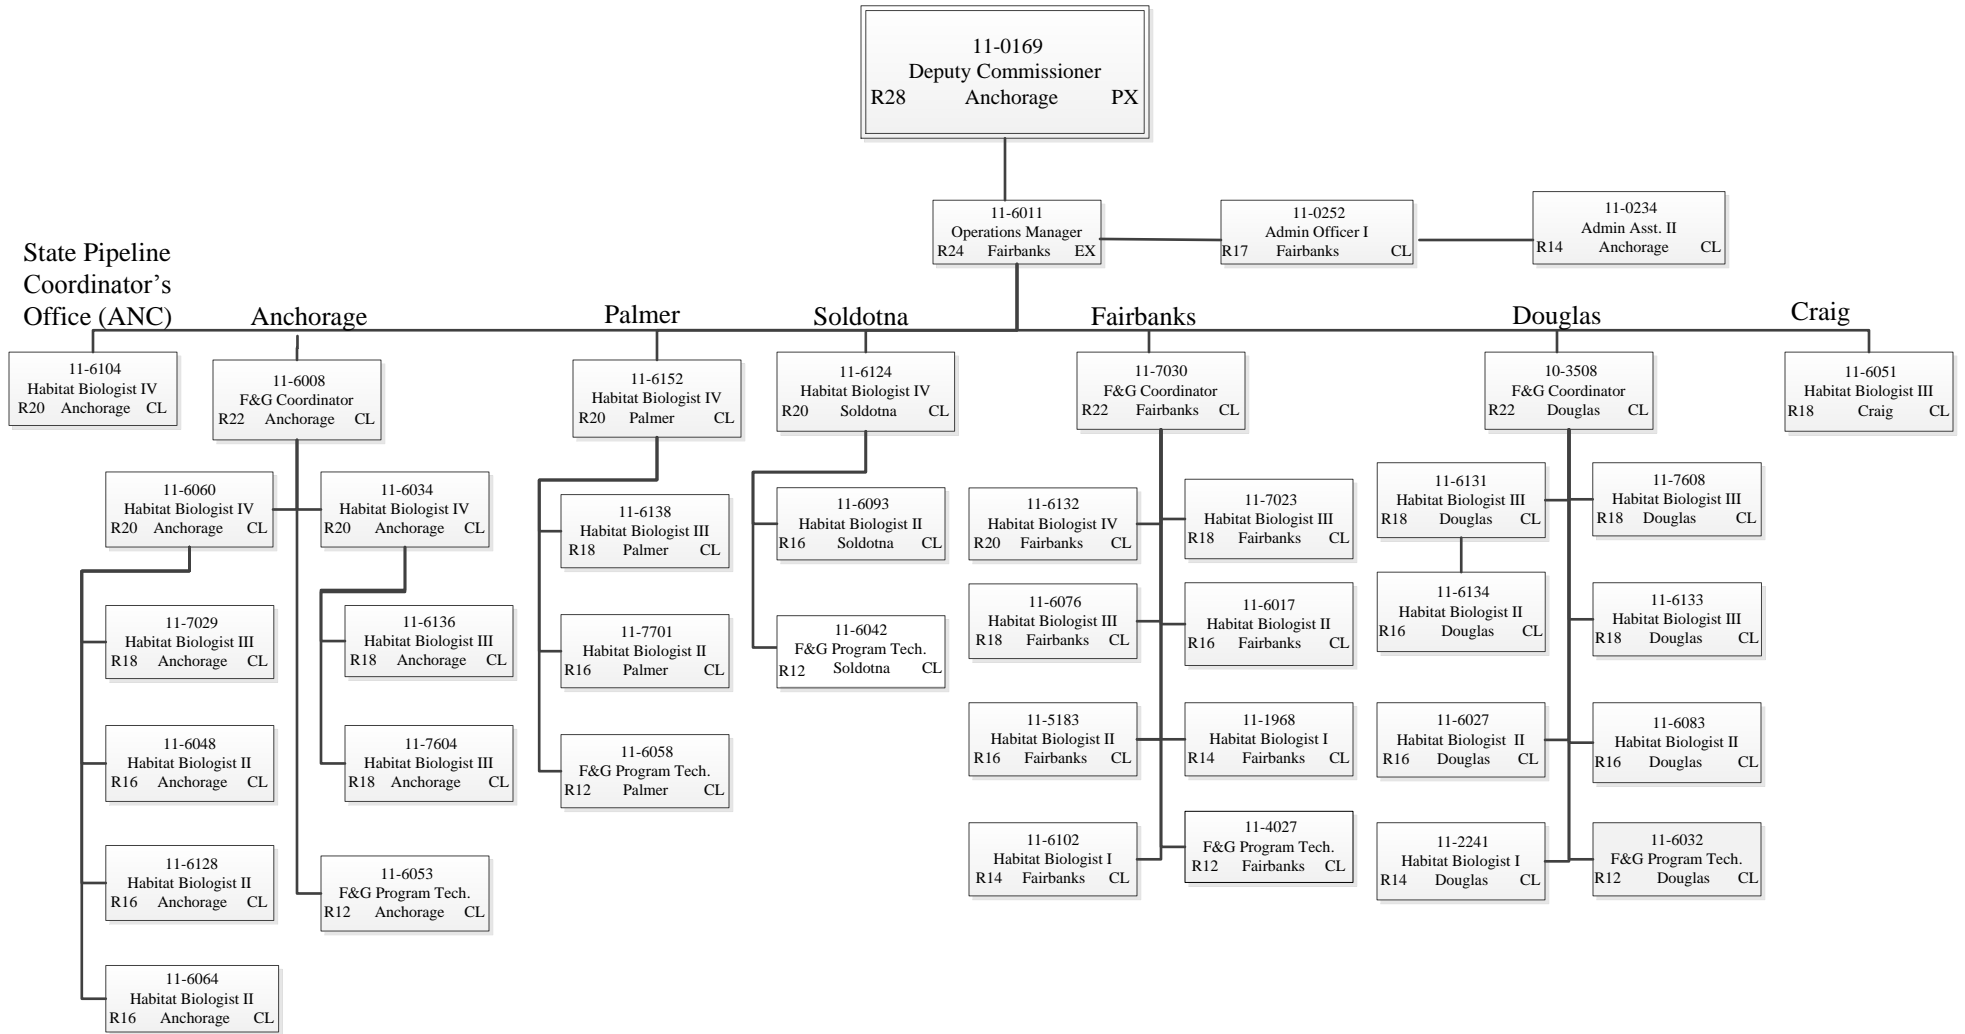 11-0169
Deputy Commissioner
R28 Anchorage PX
11-6011
Operations Manager
R24 Fairbanks EX
11-0252
Admin Officer I
R17 Fairbanks CL
11-0234
Admin Asst. II
R14 Anchorage CL
State Pipeline
Coordinator's
Office (ANC)
Anchorage
Palmer
Soldotna
Fairbanks
Douglas
Craig
11-6104
Habitat Biologist IV
R20 Anchorage CL
11-6008
F&G Coordinator
R22 Anchorage CL
11-6152
Habitat Biologist IV
R20 Palmer CL
11-6124
Habitat Biologist IV
R20 Soldotna CL
11-7030
F&G Coordinator
R22 Fairbanks CL
10-3508
F&G Coordinator
R22 Douglas CL
11-6051
Habitat Biologist III
R18 Craig CL
11-6060
Habitat Biologist IV
R20 Anchorage CL
11-6034
Habitat Biologist IV
R20 Anchorage CL
11-7029
Habitat Biologist III
R18 Anchorage CL
11-6136
Habitat Biologist III
R18 Anchorage CL
11-6048
Habitat Biologist II
R16 Anchorage CL
11-7604
Habitat Biologist III
R18 Anchorage CL
11-6128
Habitat Biologist II
R16 Anchorage CL
11-6053
F&G Program Tech.
R12 Anchorage CL
11-6064
Habitat Biologist II
R16 Anchorage CL
11-6138
Habitat Biologist III
R18 Palmer CL
11-7701
Habitat Biologist II
R16 Palmer CL
11-6058
F&G Program Tech.
R12 Palmer CL
11-6093
Habitat Biologist II
R16 Soldotna CL
11-6042
F&G Program Tech.
R12 Soldotna CL
11-6132
Habitat Biologist IV
R20 Fairbanks CL
11-7023
Habitat Biologist III
R18 Fairbanks CL
11-6076
Habitat Biologist III
R18 Fairbanks CL
11-6017
Habitat Biologist II
R16 Fairbanks CL
11-5183
Habitat Biologist II
R16 Fairbanks CL
11-1968
Habitat Biologist I
R14 Fairbanks CL
11-6102
Habitat Biologist I
R14 Fairbanks CL
11-4027
F&G Program Tech.
R12 Fairbanks CL
11-6131
Habitat Biologist III
R18 Douglas CL
11-7608
Habitat Biologist III
R18 Douglas CL
11-6134
Habitat Biologist II
R16 Douglas CL
11-6133
Habitat Biologist III
R18 Douglas CL
11-6027
Habitat Biologist II
R16 Douglas CL
11-6083
Habitat Biologist II
R16 Douglas CL
11-2241
Habitat Biologist I
R14 Douglas CL
11-6032
F&G Program Tech.
R12 Douglas CL